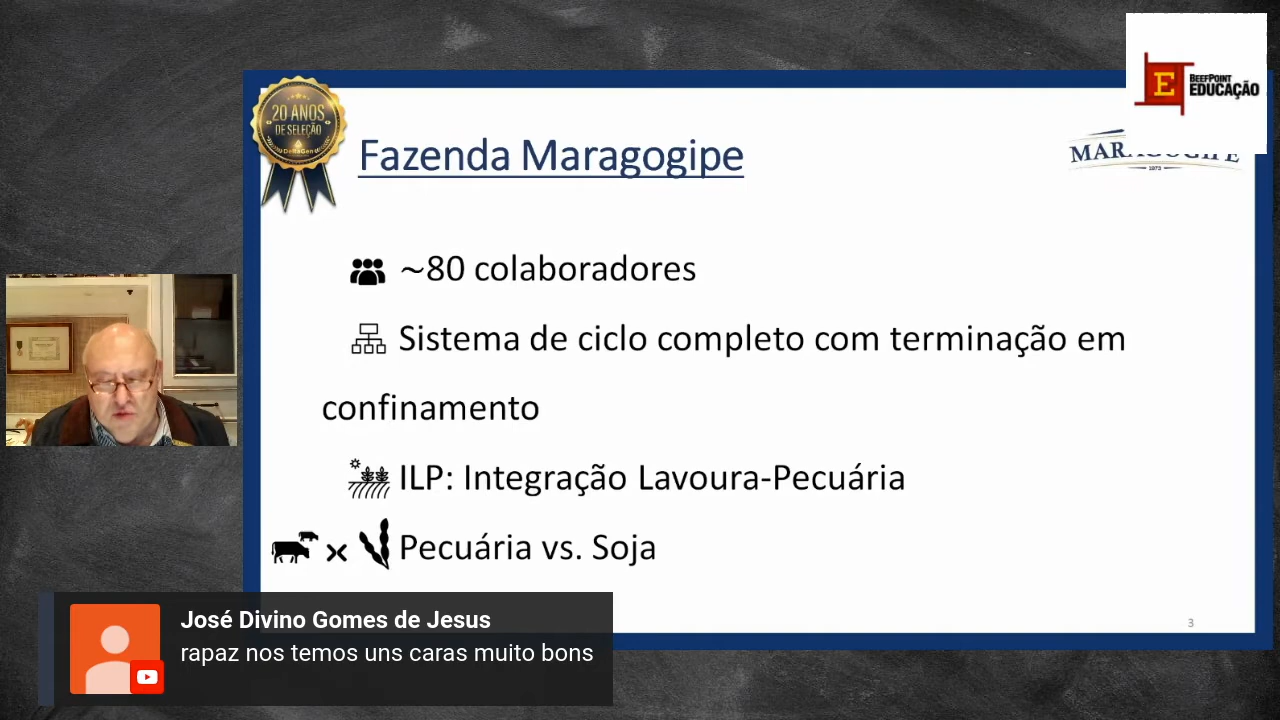 BEEFPOINT
EDUCAÇÃO
20 ANOS
DE SELEÇÃO
DeltaGen
Fazenda Maragogipe
MARAGOGIPE
1973
~80 colaboradores
Sistema de ciclo completo com terminação em
confinamento
ILP: Integração Lavoura-Pecuária
Pecuária vs. Soja
3
José Divino Gomes de Jesus
rapaz nos temos uns caras muito bons